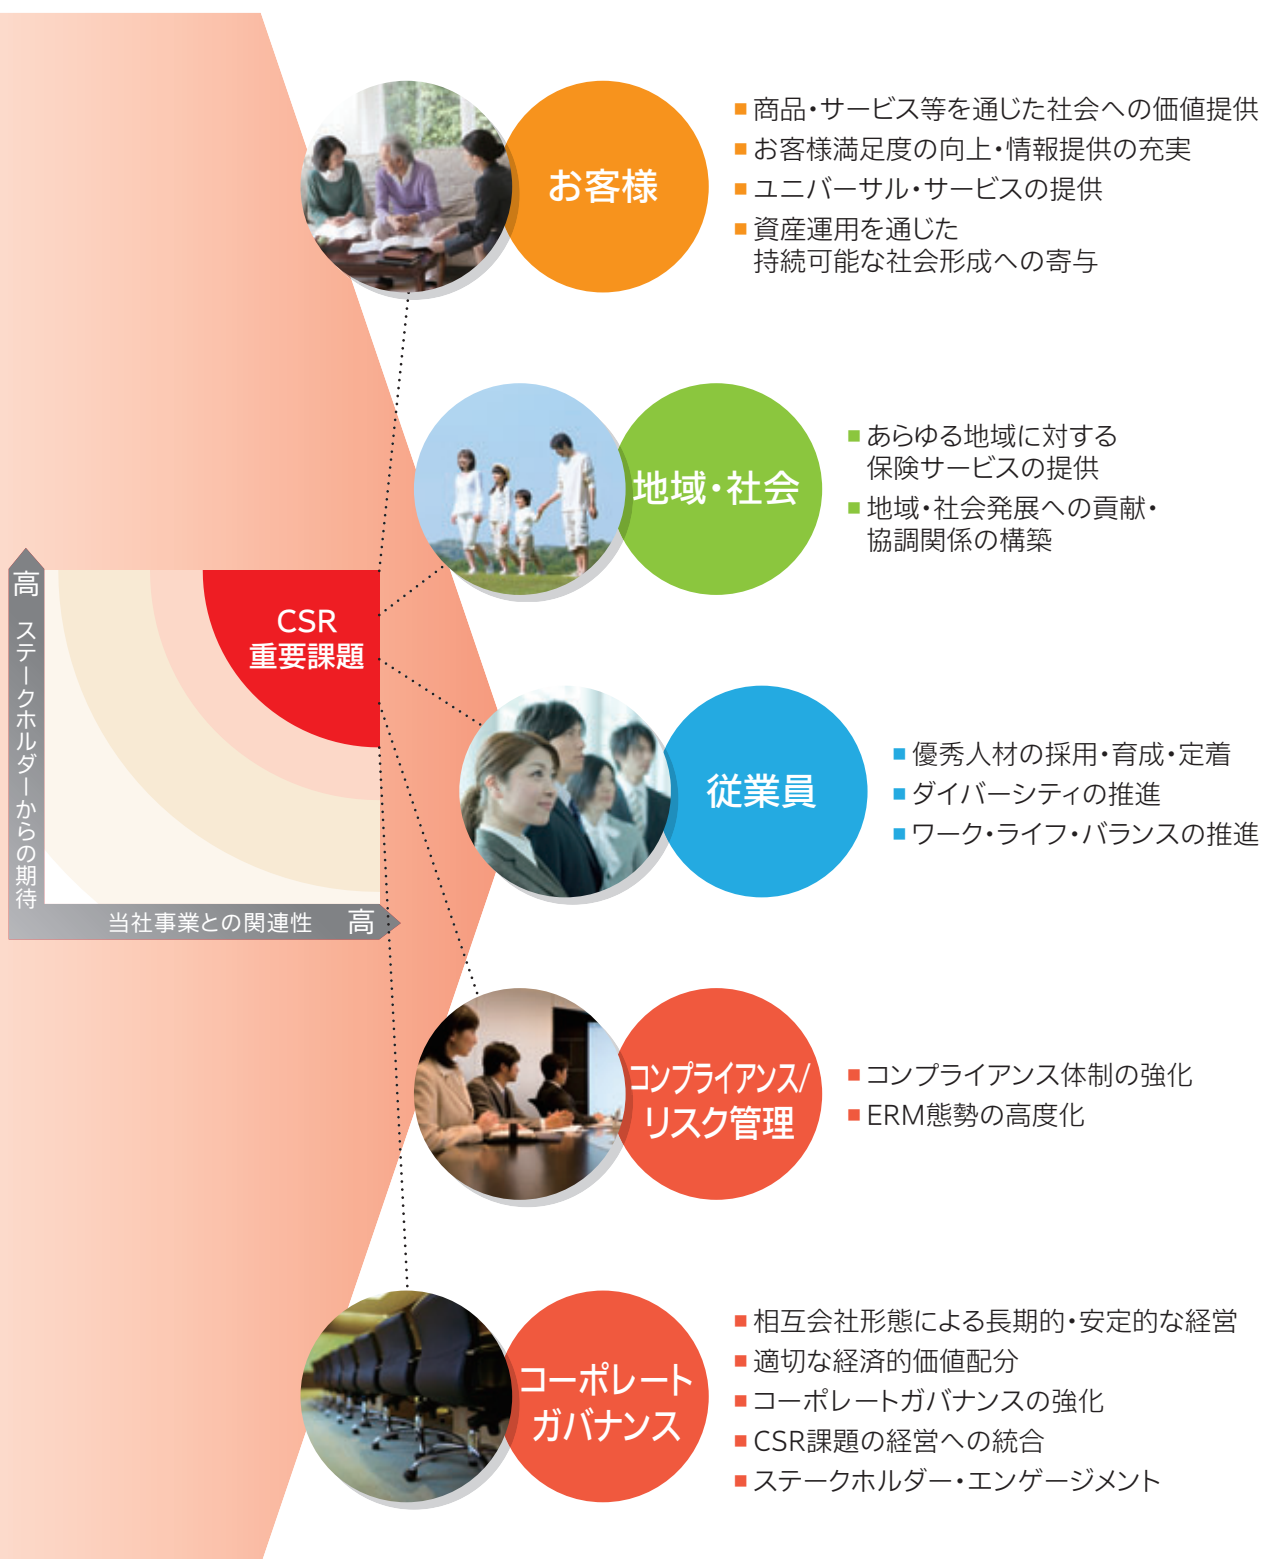 お客様
■商品・サービス等を通じた社会への価値提供
■お客様満足度の向上・情報提供の充実
■ユニバーサル・サービスの提供
■資産運用を通じた
持続可能な社会形成への寄与
地域・社会
■あらゆる地域に対する
保険サービスの提供
■地域・社会発展への貢献・
協調関係の構築
高
ステークホルダーからの期待
CSR
重要課題
当社事業との関連性 高
従業員
■優秀人材の採用・育成・定着
■ダイバーシティの推進
■ワーク・ライフ・バランスの推進
コンプライアンス/
リスク管理
■コンプライアンス体制の強化
■ERM態勢の高度化
コーポレート
ガバナンス
■相互会社形態による長期的・安定的な経営
■適切な経済的価値配分
■コーポレートガバナンスの強化
■CSR課題の経営への統合
■ステークホルダー・エンゲージメント